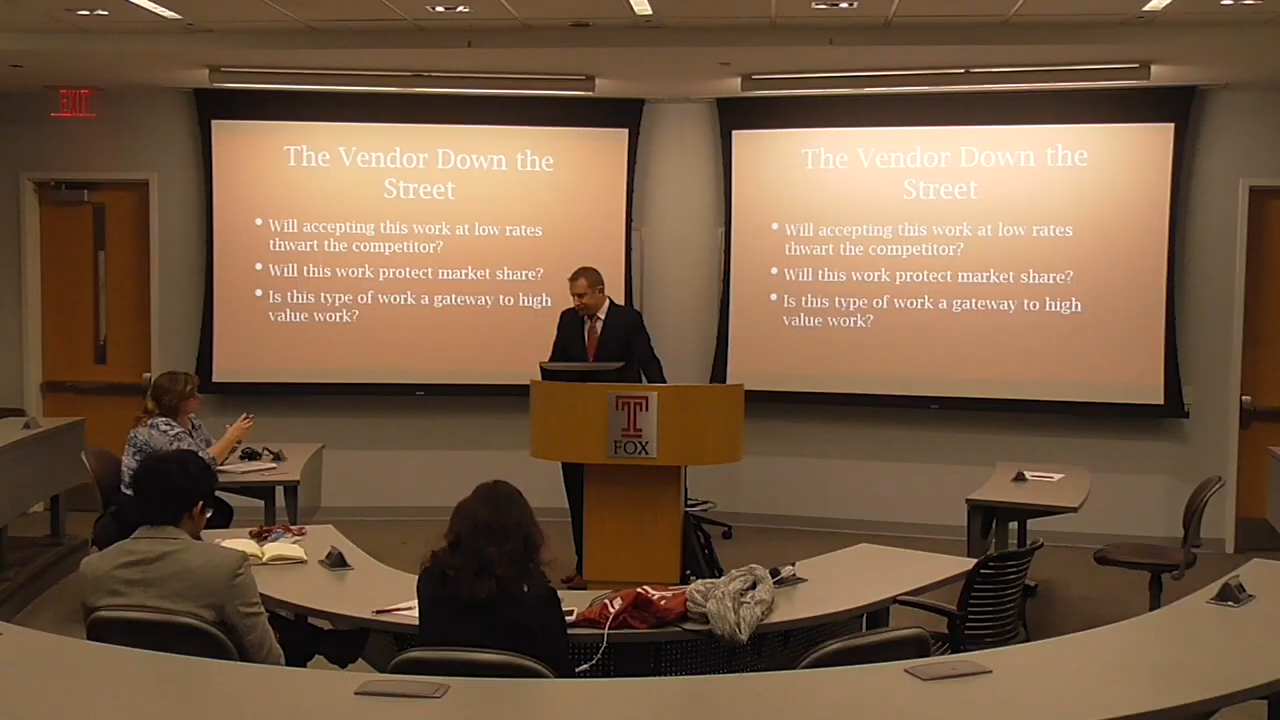 EXIT
The Vendor Down the
Street
• Will accepting this work at low rates
thwart the competitor?
• Will this work protect market share?
• Is this type of work a gateway to high
value work?
The Vendor Down the
Street
• Will accepting this work at low rates
thwart the competitor?
• Will this work protect market share?
• Is this type of work a gateway to high
value work?
T
FOX